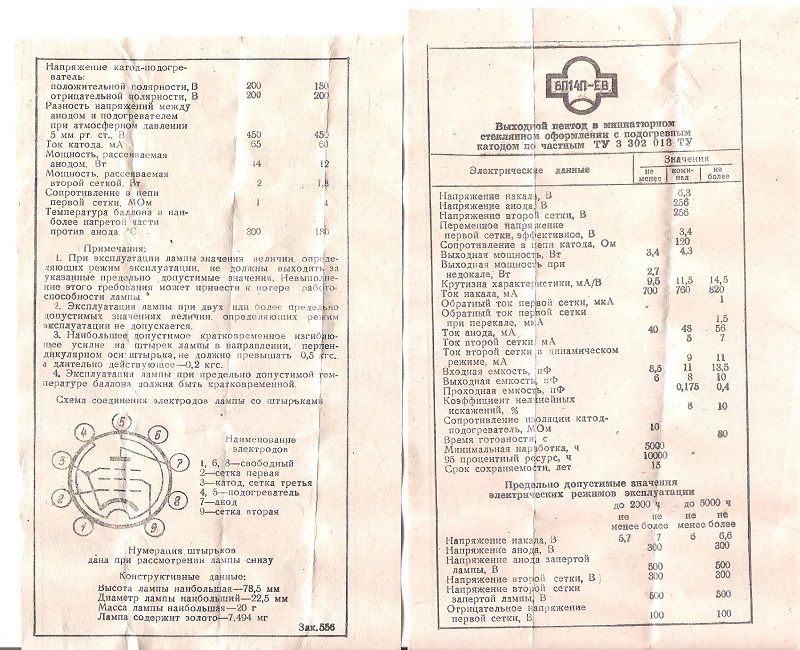 Напряжение катод-подогре-
ватель:
положительной полярности, В 200 150
отрицательной полярности, В 200 200
Разность напряжений между
анодом и подогревателем
при атмосферном давлении
5 мм рт. ст., В 450 450
Ток катода, мА 65 60
Мощность, рассеиваемая
анодом, Вт 14 12
Мощность, рассеиваемая
второй сеткой, Вт 2 1,8
Сопротивление в цепи
первой сетки, МОм 1 1
Температура баллона в наи-
более нагретой части
против анода, °С 300 180
Примечания:
1. При эксплуатации лампы значения величин, опреде-
ляющих режим эксплуатации, не должны выходить за
указанные предельно допустимые значения. Невыполне-
ние этого требования может привести к потере работо-
способности лампы.
2. Эксплуатация лампы при двух или более предельно
допустимых значениях величин, определяющих режим
эксплуатации не допускается.
3. Наибольшее допустимое кратковременное изгибаю-
щее усилие на штырек лампы в направлении, перпен-
дикулярном оси штырька, не должно превышать 0,5 кгс.,
а длительно действующее—0,2 кгс.
4. Эксплуатация лампы при предельно допустимой тем-
пературе баллона должна быть кратковременной.
Схема соединения электродов лампы со штырьками
1 2 3 4 5 6 7 8 9
Наименование
электродов
1, 6, 8—свободный
2—сетка первая
3—катод, сетка третья
4, 5—подогреватель
7—анод
9—сетка вторая
Нумерация штырьков
дана при рассмотрении лампы снизу
Конструктивные данные:
Высота лампы наибольшая—78,5 мм
Диаметр лампы наибольший—22,5 мм
Масса лампы наибольшая—20 г
Лампа содержит золото—7,494 мг
Зак. 556
6П14П-ЕВ
Выходной пентод в миниатюрном
стеклянном оформлении с подогревным
катодом по частным ТУ 3 302 013 ТУ
Электрические данные
Значения
не менее номи-нал не более
Напряжение накала, В 6,3
Напряжение анода, В 256
Напряжение второй сетки, В 256
Переменное напряжение
первой сетки, эффективное, В 3,4
Сопротивление в цепи катода, Ом 120
Выходная мощность, Вт 3,4 4,3
Выходная мощность при
недокале, Вт 2,7
Крутизна характеристики, мА/В 9,5 11,5 14,5
Ток накала, мА 700 760 820
Обратный ток первой сетки, мкА 1
Обратный ток первой сетки
при перекале, мкА 1,5
Ток анода, мА 40 48 56
Ток второй сетки, мА 5 7
Ток второй сетки в динамическом
режиме, мА 9 11
Входная емкость, пФ 8,5 11 13,5
Выходная емкость, пФ 6 8 10
Проходная емкость, пФ 0,175 0,4
Коэффициент нелинейных
искажений, % 8 10
Сопротивление изоляции катод-
подогреватель, МОм 10
Время готовности, с 80
Минимальная наработка, ч 5000
95 процентный ресурс, ч 10000
Срок сохраняемости, лет 15
Предельно допустимые значения
электрических режимов эксплуатации
до 2000 ч до 5000 ч
не не не не
менее более менее более
Напряжение накала, В 5,7 7 6 6,6
Напряжение анода, В 300 300
Напряжение анода запертой
лампы, В 500 500
Напряжение второй сетки, В 300 300
Напряжение второй сетки
запертой лампы, В 500 500
Отрицательное напряжение
первой сетки, В 100 100